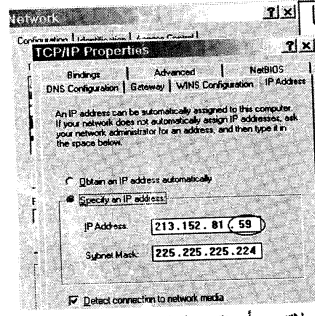 Network
Configuration | Identification | Access Control
TCP/IP Properties
Bindings Advanced NetBIOS
DNS Configuration Gateway WINS Configuration IP Address
An IP address can be automatically assigned to this computer.
If your network does not automatically assign IP addresses, ask
your network administrator for an address, and then type it in
the space below.
Obtain an IP address automatically
Specify an IP address:
IP Address: 213.152.81.59
Subnet Mask: 225.225.225.224
Detect connection to network media